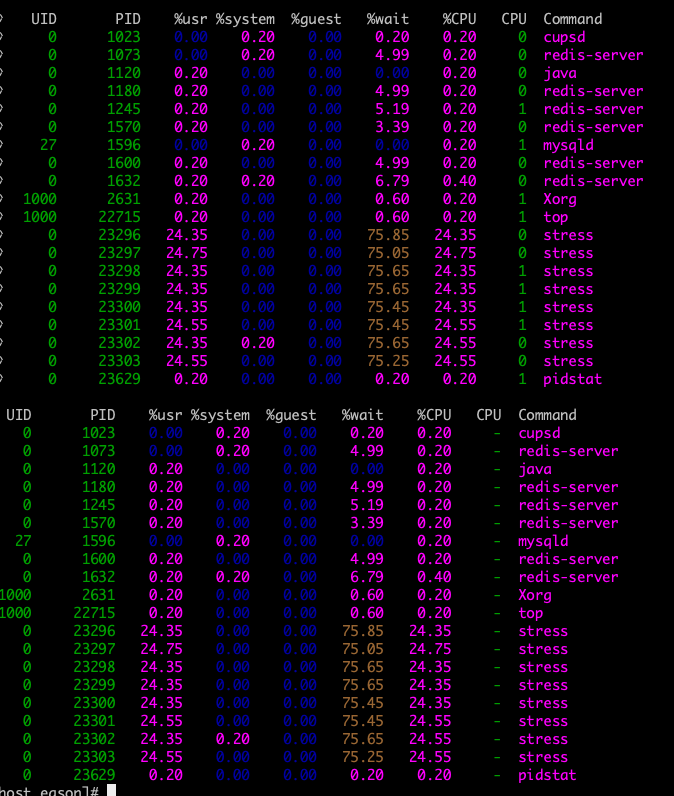 UID PID %usr %system %guest %wait %CPU CPU Command
0 1023 0.00 0.20 0.00 0.20 0.20 0 cupsd
0 1073 0.00 0.20 0.00 4.99 0.20 0 redis-server
0 1120 0.20 0.00 0.00 0.00 0.20 0 java
0 1180 0.20 0.00 0.00 4.99 0.20 0 redis-server
0 1245 0.20 0.00 0.00 5.19 0.20 1 redis-server
0 1570 0.20 0.00 0.00 3.39 0.20 0 redis-server
27 1596 0.00 0.20 0.00 0.00 0.20 1 mysqld
0 1600 0.20 0.00 0.00 4.99 0.20 0 redis-server
0 1632 0.20 0.20 0.00 6.79 0.40 0 redis-server
1000 2631 0.20 0.00 0.00 0.60 0.20 1 Xorg
1000 22715 0.20 0.00 0.00 0.60 0.20 1 top
0 23296 24.35 0.00 0.00 75.85 24.35 0 stress
0 23297 24.75 0.00 0.00 75.05 24.75 0 stress
0 23298 24.35 0.00 0.00 75.65 24.35 1 stress
0 23299 24.35 0.00 0.00 75.65 24.35 1 stress
0 23300 24.35 0.00 0.00 75.45 24.35 1 stress
0 23301 24.55 0.00 0.00 75.45 24.55 1 stress
0 23302 24.35 0.20 0.00 75.65 24.55 0 stress
0 23303 24.55 0.00 0.00 75.25 24.55 0 stress
0 23629 0.20 0.00 0.00 0.20 0.20 1 pidstat
UID PID %usr %system %guest %wait %CPU CPU Command
0 1023 0.00 0.20 0.00 0.20 0.20 - cupsd
0 1073 0.00 0.20 0.00 4.99 0.20 - redis-server
0 1120 0.20 0.00 0.00 0.00 0.20 - java
0 1180 0.20 0.00 0.00 4.99 0.20 - redis-server
0 1245 0.20 0.00 0.00 5.19 0.20 - redis-server
0 1570 0.20 0.00 0.00 3.39 0.20 - redis-server
27 1596 0.00 0.20 0.00 0.00 0.20 - mysqld
0 1600 0.20 0.00 0.00 4.99 0.20 - redis-server
0 1632 0.20 0.20 0.00 6.79 0.40 - redis-server
1000 2631 0.20 0.00 0.00 0.60 0.20 - Xorg
1000 22715 0.20 0.00 0.00 0.60 0.20 - top
0 23296 24.35 0.00 0.00 75.85 24.35 - stress
0 23297 24.75 0.00 0.00 75.05 24.75 - stress
0 23298 24.35 0.00 0.00 75.65 24.35 - stress
0 23299 24.35 0.00 0.00 75.65 24.35 - stress
0 23300 24.35 0.00 0.00 75.45 24.35 - stress
0 23301 24.55 0.00 0.00 75.45 24.55 - stress
0 23302 24.35 0.20 0.00 75.65 24.55 - stress
0 23303 24.55 0.00 0.00 75.25 24.55 - stress
0 23629 0.20 0.00 0.00 0.20 0.20 - pidstat
host eason]#